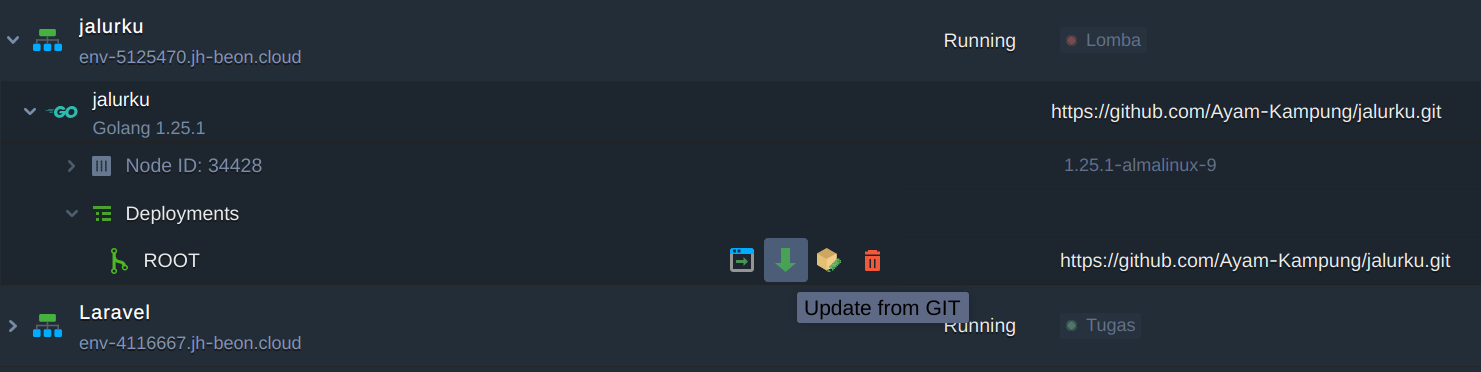 jalurku
env-5125470.jh-beon.cloud
Running
Lomba
GO
jalurku
Golang 1.25.1
https://github.com/Ayam-Kampung/jalurku.git
Node ID: 34428
1.25.1-almalinux-9
Deployments
ROOT
https://github.com/Ayam-Kampung/jalurku.git
Update from GIT
Laravel
env-4116667.jh-beon.cloud
Running
Tugas